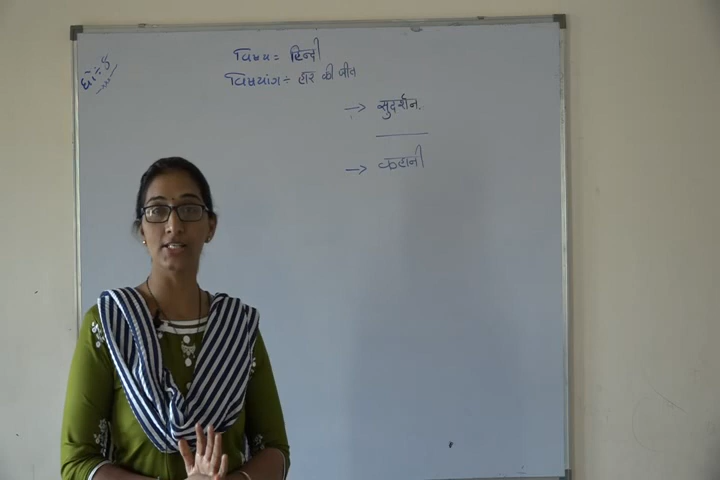 विषय:- हिन्दी
विषयांग:- हार की जीत
→ सुदर्शन.
→ कहानी